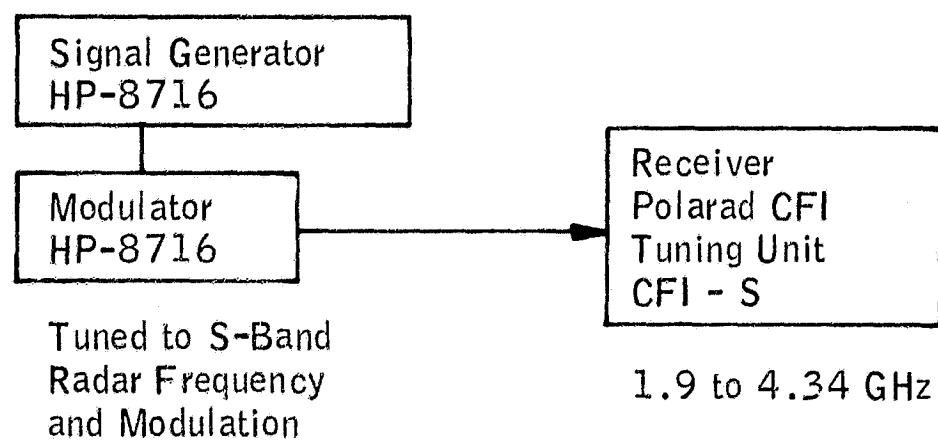 Signal Generator
HP-8716
Modulator
HP-8716
Tuned to S-Band
Radar Frequency
and Modulation
Receiver
Polarad CFI
Tuning Unit
CFI - S
1.9 to 4.34 GHz